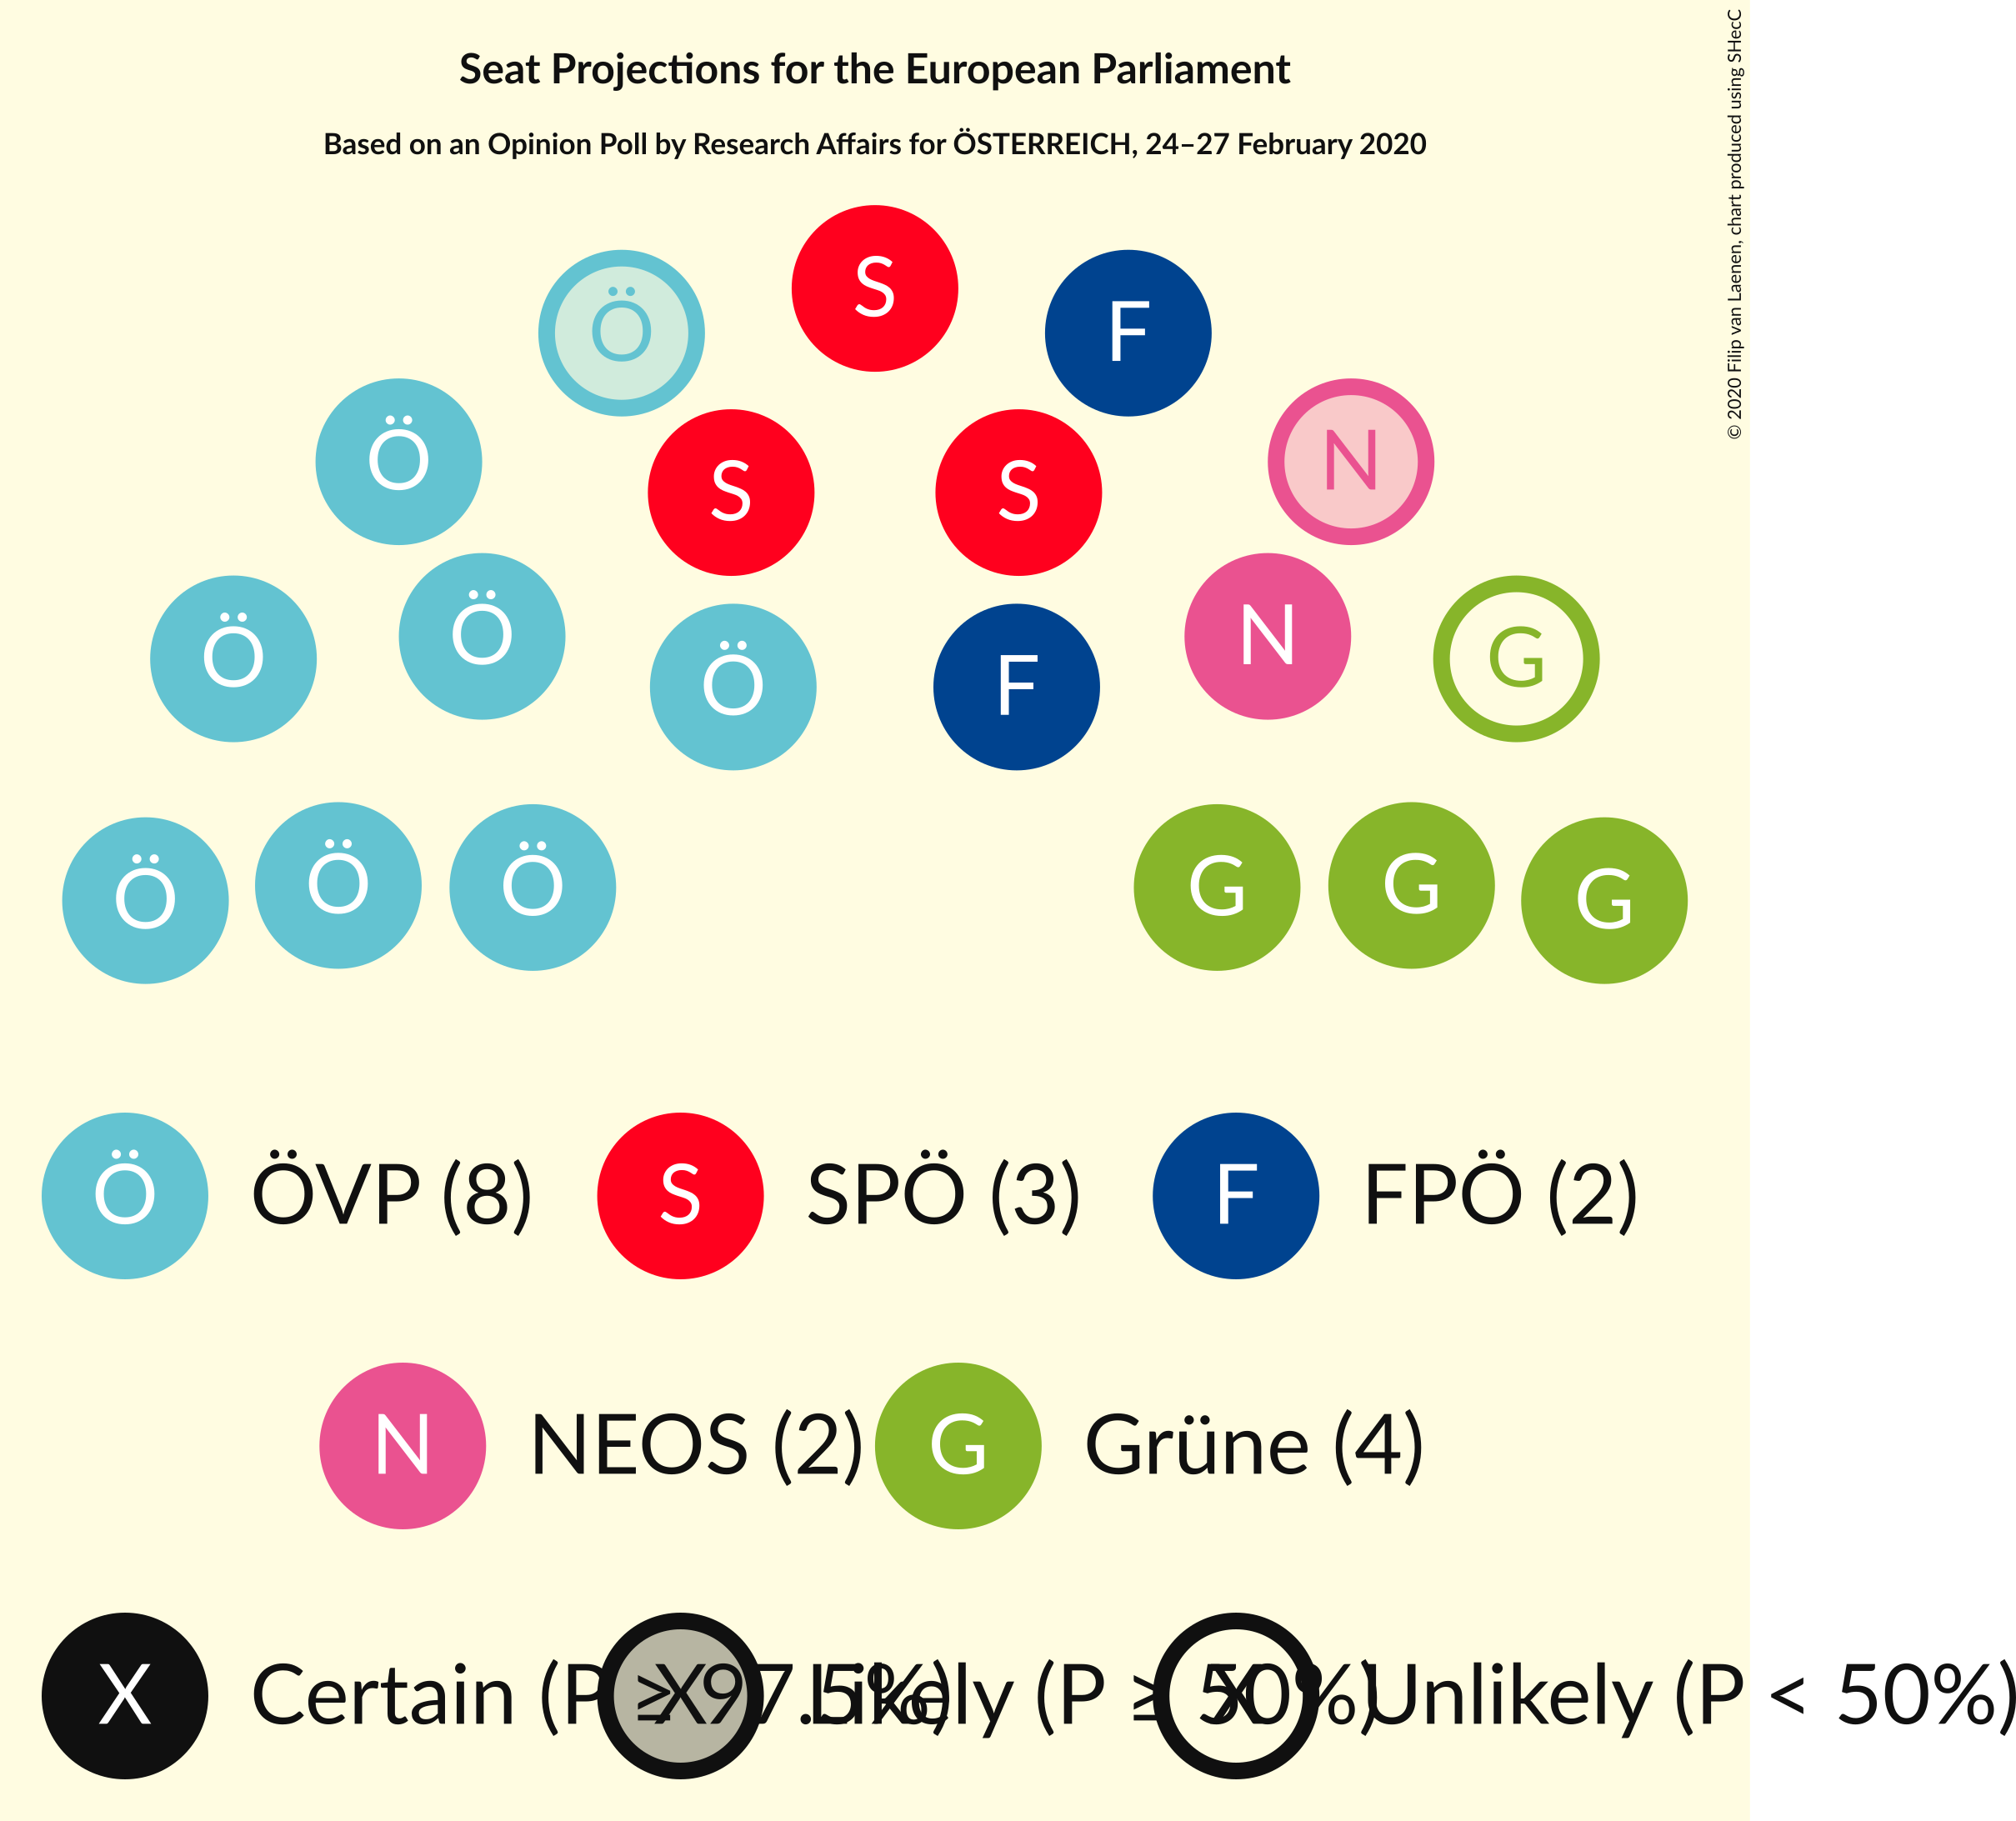 Seat Projections for the European Parliament
Based on an Opinion Poll by Research Affairs for ÖSTERREICH, 24–27 February 2020
© 2020 Filip van Laenen, chart produced using SHecC
S
Ö F
Ö N
S S
Ö N
Ö G
Ö F
Ö Ö G G
Ö G
Ö ÖVP (8) S SPÖ (3) F FPÖ (2)
N NEOS (2) G Grüne (4)
X Certain (P ≥ 97.5%) X Likely (P ≥ 50%) X Unlikely (P < 50%)